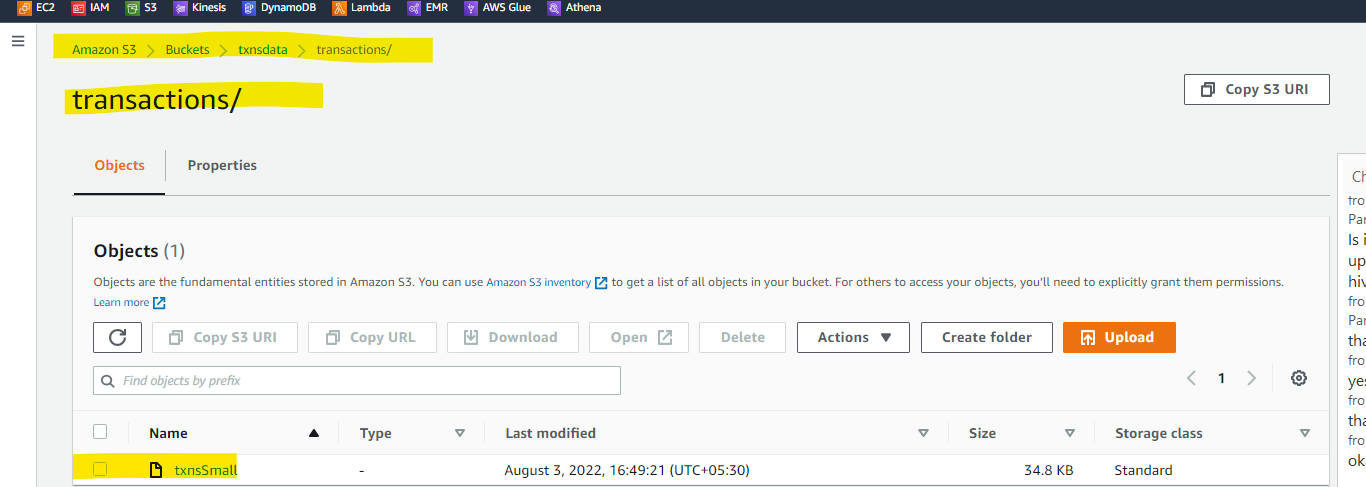 EC2 IAM S3 Kinesis DynamoDB Lambda EMR AWS Glue Athena
Amazon S3 Buckets txnsdata transactions/
transactions/
Copy S3 URI
Objects Properties
Objects (1)
Objects are the fundamental entities stored in Amazon S3. You can use Amazon S3 inventory to get a list of all objects in your bucket. For others to access your objects, you'll need to explicitly grant them permissions.
Learn more
Copy S3 URI Copy URL Download Open Delete Actions Create folder Upload
Find objects by prefix
1
Name Type Last modified Size Storage class
txnsSmall - August 3, 2022, 16:49:21 (UTC+05:30) 34.8 KB Standard
Is
up